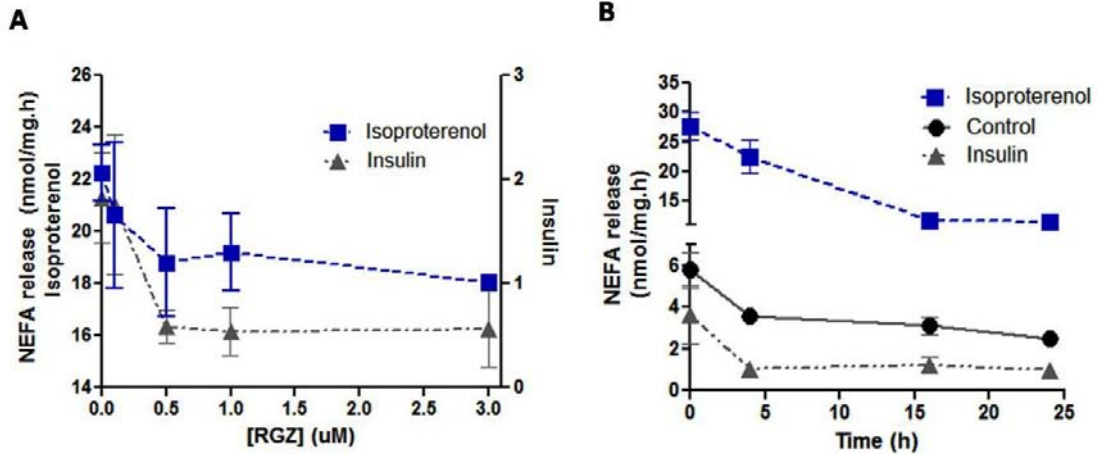 A
NEFA release (nmol/mg.h)
Isoproterenol
26
24
22
20
18
16
14
3
2
1
0
Insulin
Isoproterenol
Insulin
0.0 0.5 1.0 1.5 2.0 2.5 3.0
[RGZ] (uM)
B
NEFA release
(nmol/mg.h)
35
30
25
20
15
6
4
2
0
Isoproterenol
Control
Insulin
0 5 10 15 20 25
Time (h)